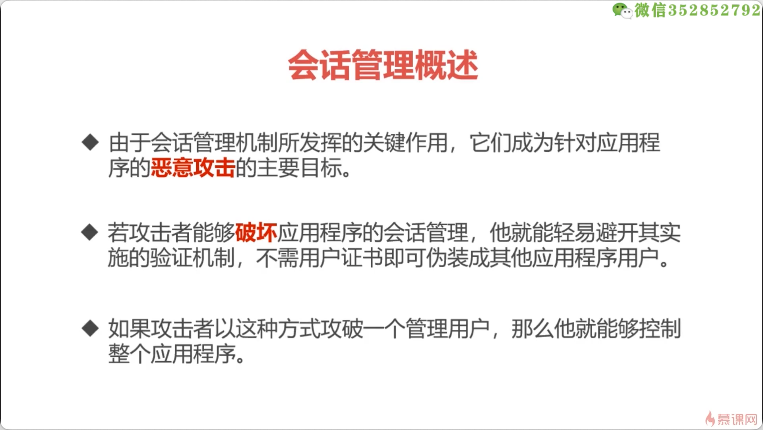 微信352852792
会话管理概述
◆ 由于会话管理机制所发挥的关键作用，它们成为针对应用程
序的恶意攻击的主要目标。
◆ 若攻击者能够破坏应用程序的会话管理，他就能轻易避开其实
施的验证机制，不需用户证书即可伪装成其他应用程序用户。
◆ 如果攻击者以这种方式攻破一个管理用户，那么他就能够控制
整个应用程序。
慕课网